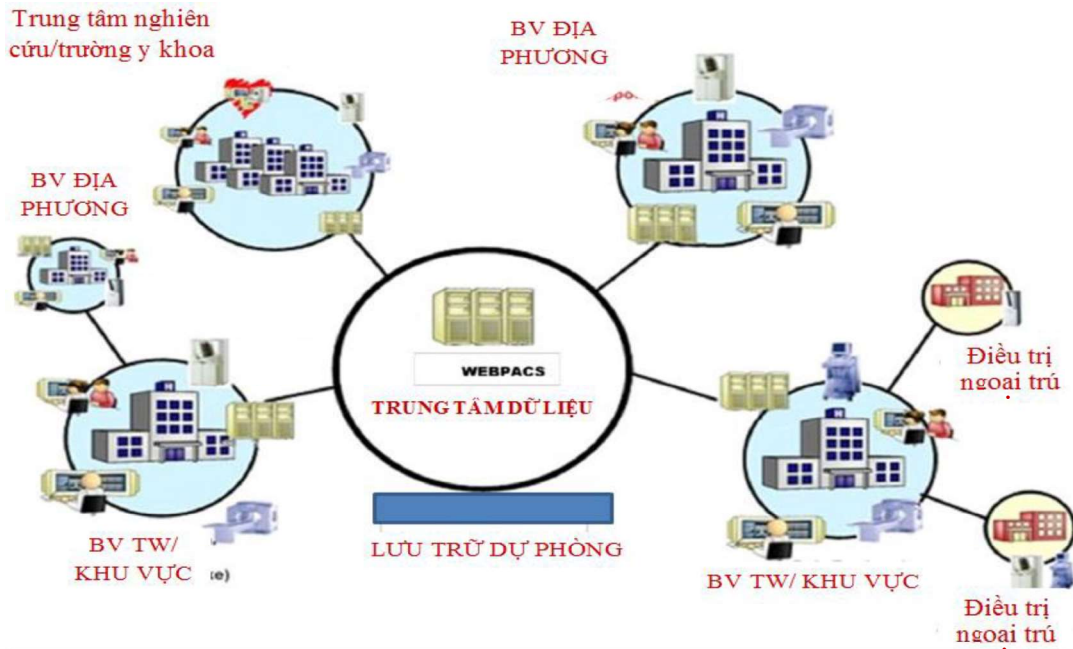 Trung tâm nghiên
cứu/trường y khoa
BV ĐỊA
PHƯƠNG
BV ĐỊA
PHƯƠNG
WEBPACS
TRUNG TÂM DỮ LIỆU
Điều trị
ngoại trú
LƯU TRỮ DỰ PHÒNG
BV TW/
KHU VỰC
BV TW/ KHU VỰC
Điều trị
ngoại trú